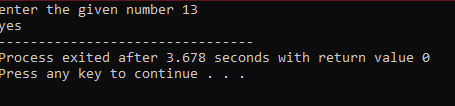 enter the given number 13
yes
--------------------------------
Process exited after 3.678 seconds with return value 0
Press any key to continue . . .